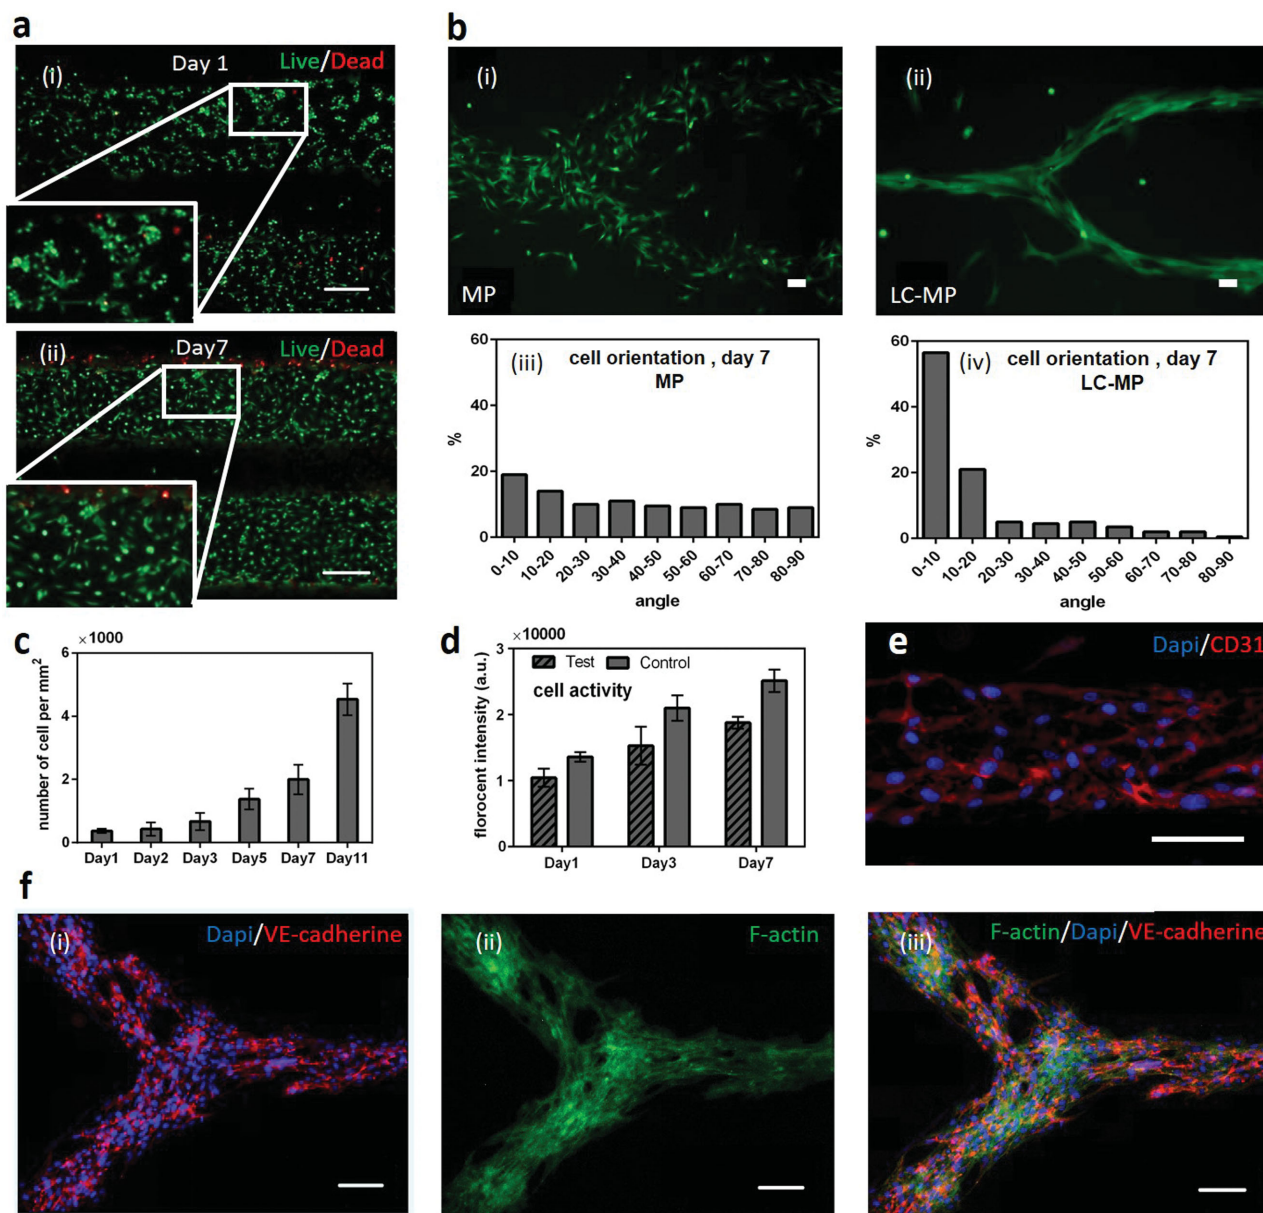 a
(i)
Day 1
Live/Dead
(ii)
Day7
Live/Dead
b
(i)
MP
(ii)
LC-MP
(iii)
cell orientation , day 7
MP
60
40
20
0
%
0-10
10-20
20-30
30-40
40-50
50-60
60-70
70-80
80-90
angle
(iv)
cell orientation , day 7
LC-MP
60
40
20
0
%
0-10
10-20
20-30
30-40
40-50
50-60
60-70
70-80
80-90
angle
c
×1000
6
4
2
0
number of cell per mm²
Day1 Day2 Day3 Day5 Day7 Day11
d
×10000
3
2
1
0
florocent intensity (a.u.)
Test Control
cell activity
Day1 Day3 Day7
e
Dapi/CD31
f
(i)
Dapi/VE-cadherine
(ii)
F-actin
(iii)
F-actin/Dapi/VE-cadherine